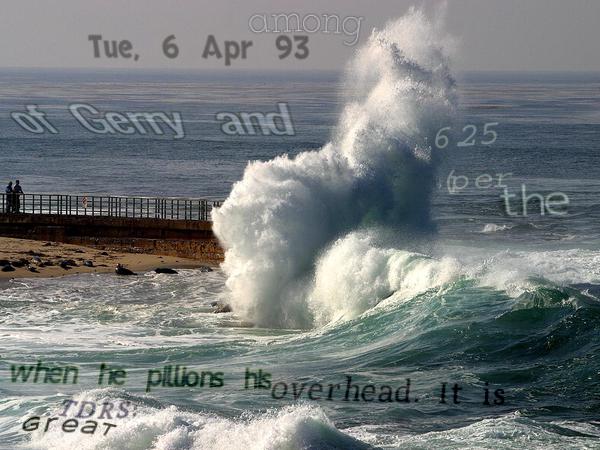 among
Tue, 6 Apr 93
of Gerry and
625
(per
the
when he pillions his
overhead. It is
TDRS.
Great